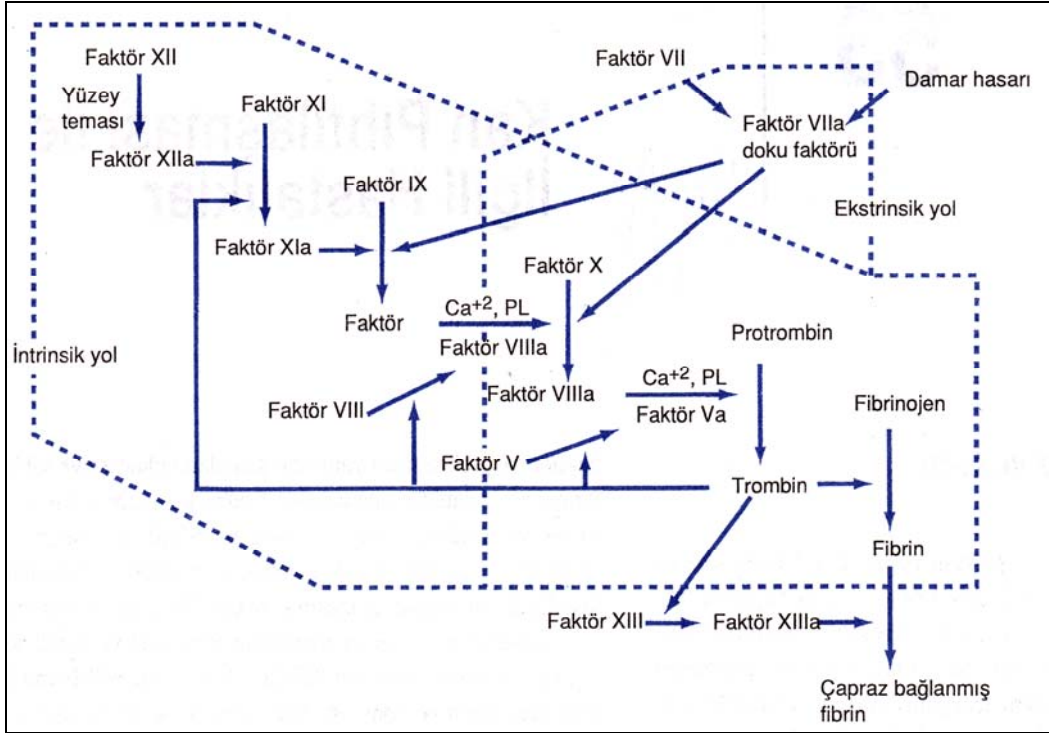 Faktör XII
Yüzey
teması
Faktör XIIa
Faktör XI
Faktör XIa
Faktör IX
Faktör
Faktör VII
Damar hasarı
Faktör VIIa
doku faktörü
Ekstrinsik yol
Faktör X
Ca+2, PL
Faktör VIIIa
İntrinsik yol
Faktör VIII
Faktör VIIIa
Ca+2, PL
Faktör Va
Protrombin
Faktör V
Trombin
Fibrinojen
Fibrin
Faktör XIII
Faktör XIIIa
Çapraz bağlanmış
fibrin